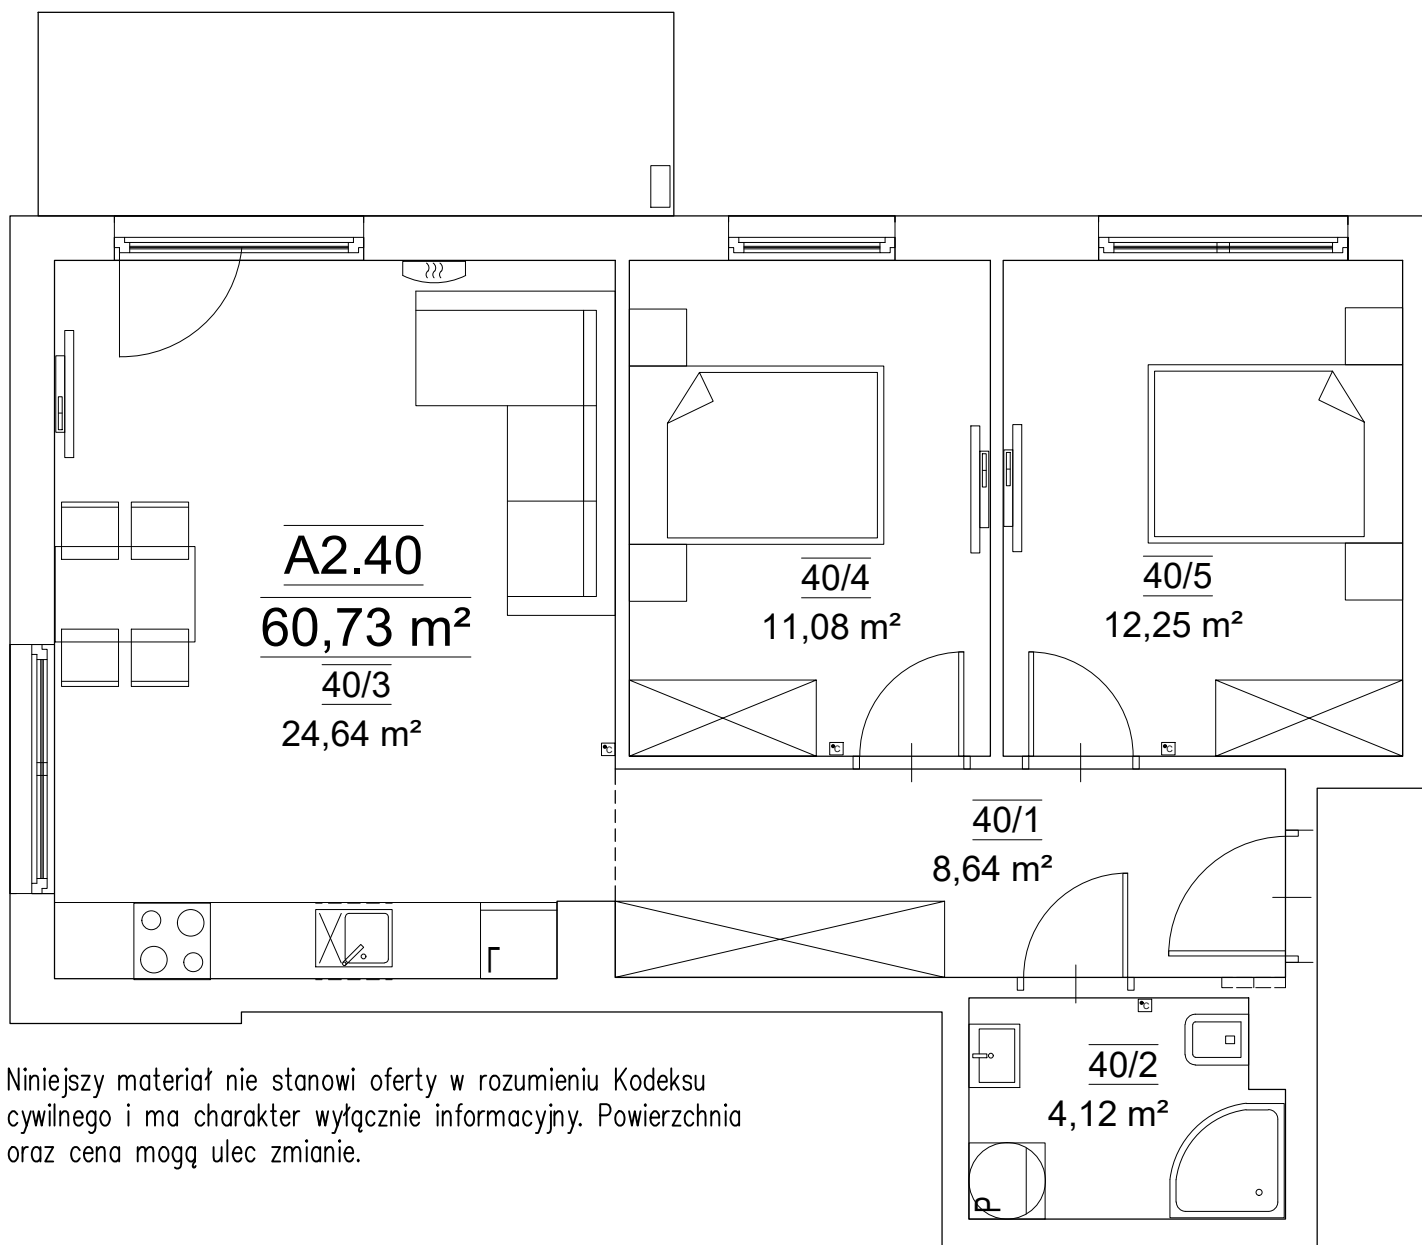 A2.40
60,73 m²
40/3
24,64 m²
40/4
11,08 m²
40/5
12,25 m²
°C
°C
°C
40/1
8,64 m²
L
°C
40/2
4,12 m²
P
Niniejszy materiał nie stanowi oferty w rozumieniu Kodeksu
cywilnego i ma charakter wyłącznie informacyjny. Powierzchnia
oraz cena mogą ulec zmianie.